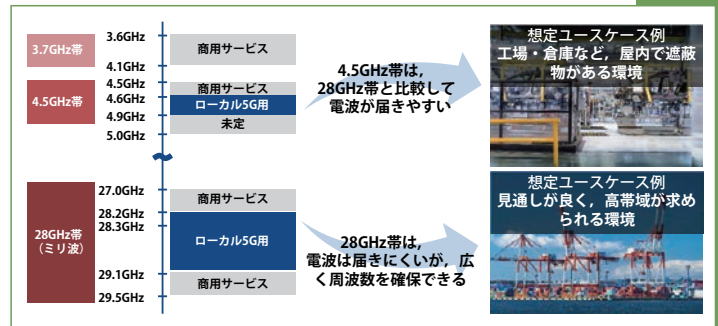 3.7GHz帯
4.5GHz帯
28GHz帯
（ミリ波）
3.6GHz
4.1GHz
4.5GHz
4.6GHz
4.9GHz
5.0GHz
27.0GHz
28.2GHz
28.3GHz
29.1GHz
29.5GHz
商用サービス
商用サービス
ローカル5G用
未定
商用サービス
ローカル5G用
商用サービス
4.5GHz帯は，
28GHz帯と比較して
電波が届きやすい
28GHz帯は，
電波は届きにくいが，広
く周波数を確保できる
想定ユースケース例
工場・倉庫など，屋内で遮蔽
物がある環境
想定ユースケース例
見通しが良く，高帯域が求め
られる環境